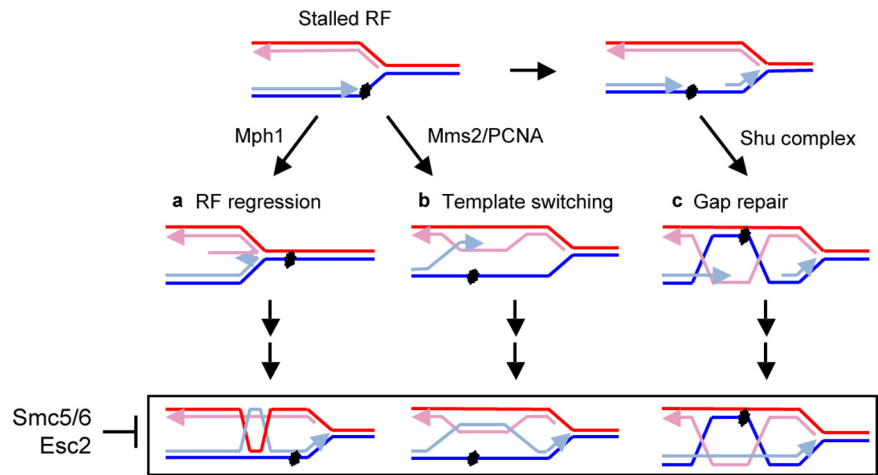 Stalled RF
Mph1
Mms2/PCNA
Shu complex
a RF regression
b Template switching
c Gap repair
Smc5/6
Esc2